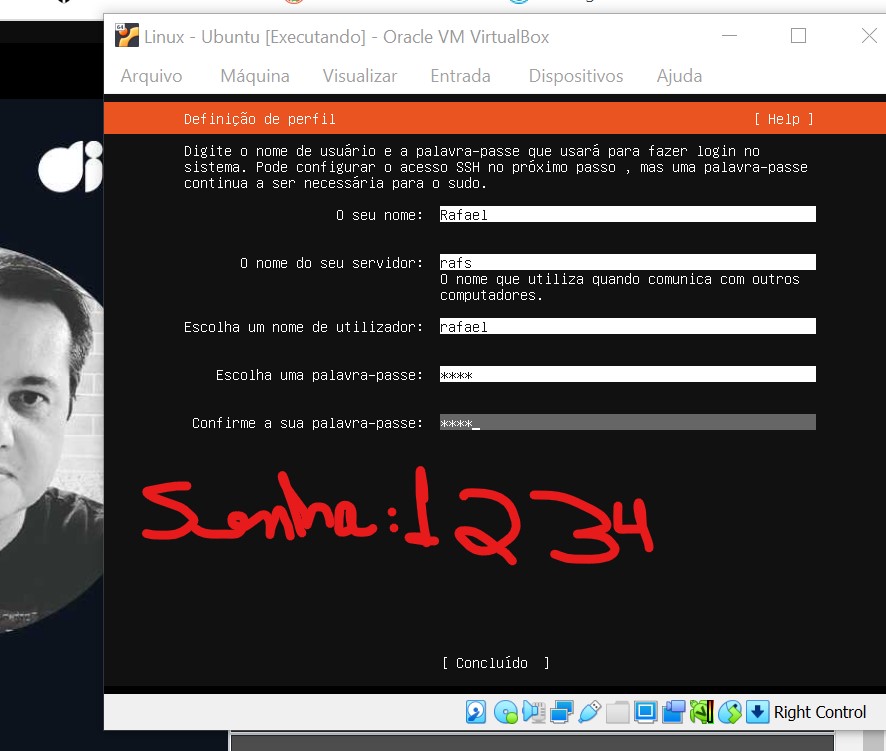 Linux - Ubuntu [Executando] - Oracle VM VirtualBox
Arquivo Máquina Visualizar Entrada Dispositivos Ajuda
Definição de perfil [ Help ]
Digite o nome de usuário e a palavra-passe que usará para fazer login no
sistema. Pode configurar o acesso SSH no próximo passo , mas uma palavra-passe
continua a ser necessária para o sudo.
O seu nome: Rafael
O nome do seu servidor: rafs
O nome que utiliza quando comunica com outros
computadores.
Escolha um nome de utilizador: rafael
Escolha uma palavra-passe: ****
Confirme a sua palavra-passe: ****_
Senha:1234
[ Concluído ]
Right Control